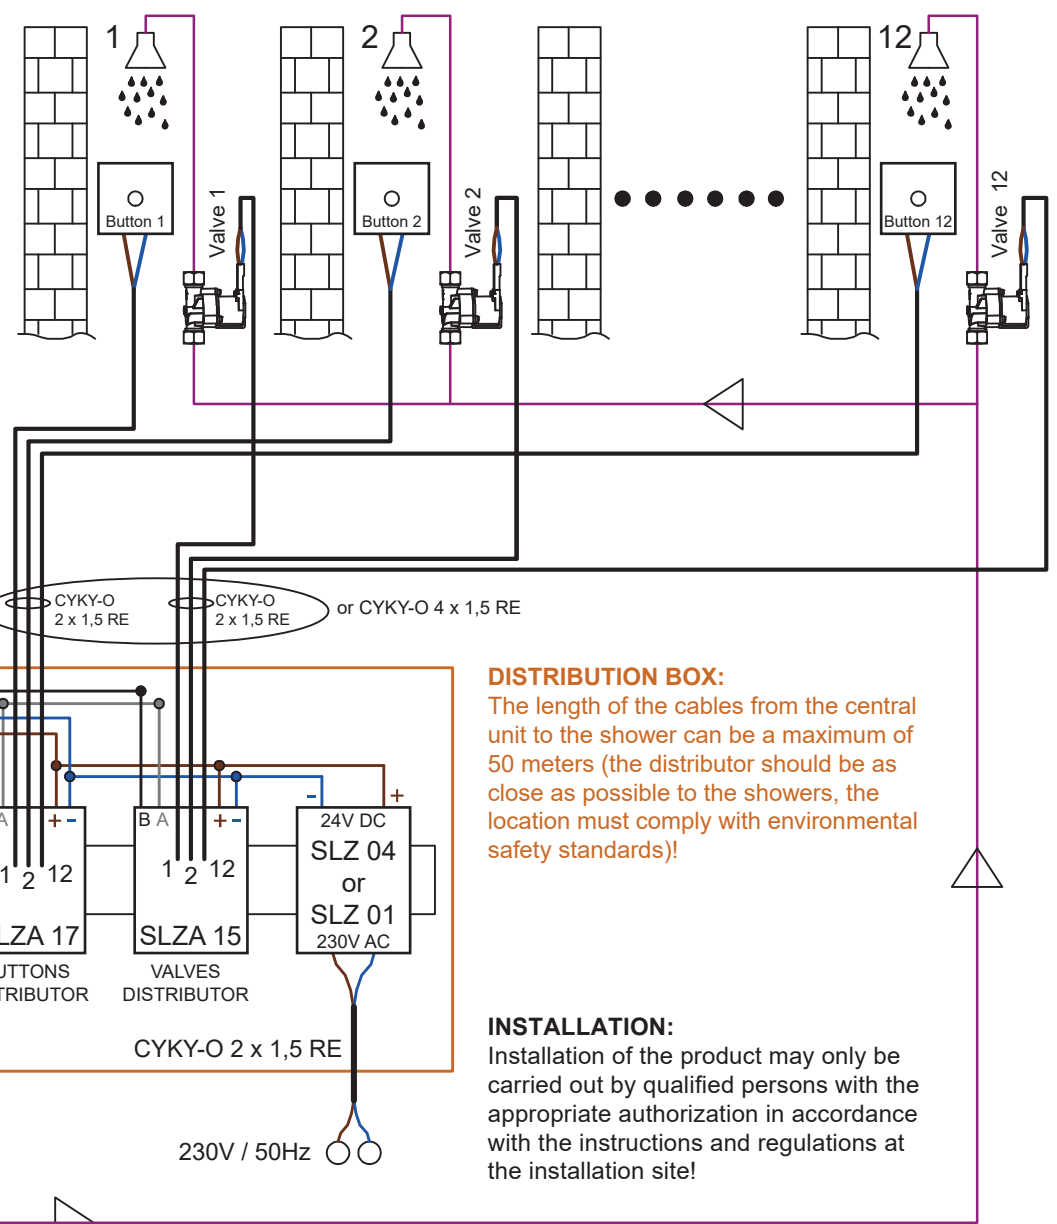 1
2
12
Button 1
Valve 1
Button 2
Valve 2
Button 12
Valve 12
CYKY-O
2 x 1,5 RE
CYKY-O
2 x 1,5 RE
or CYKY-O 4 x 1,5 RE
DISTRIBUTION BOX:
The length of the cables from the central
unit to the shower can be a maximum of
50 meters (the distributor should be as
close as possible to the showers, the
location must comply with environmental
safety standards)!
A + -
B A + -
- +
24V DC
SLZ 04
or
SLZ 01
230V AC
1 2 12
1 2 12
LZA 17
SLZA 15
UTTONS
TRIBUTOR
VALVES
DISTRIBUTOR
CYKY-O 2 x 1,5 RE
230V / 50Hz
INSTALLATION:
Installation of the product may only be
carried out by qualified persons with the
appropriate authorization in accordance
with the instructions and regulations at
the installation site!